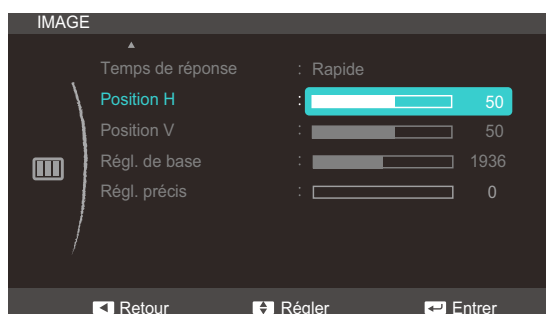 IMAGE
Temps de réponse : Rapide
Position H : 50
Position V : 50
Régl. de base : 1936
Régl. précis : 0
Retour Régler Entrer